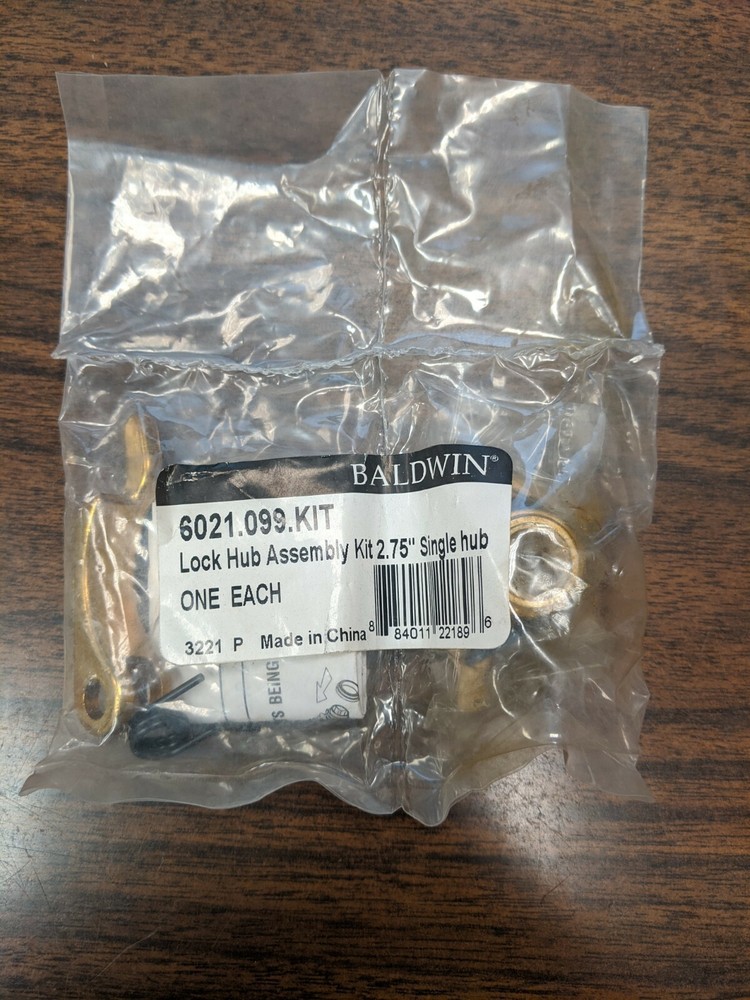 BALDWIN®
6021.099.KIT
Lock Hub Assembly Kit 2.75" Single hub
ONE EACH
3221 P Made in China
8 84011 22189 6
S BEING